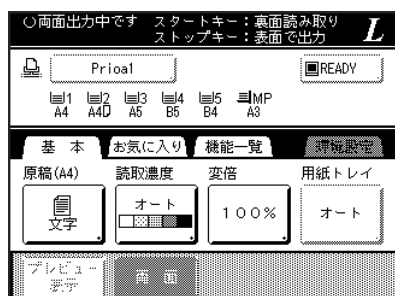 ○両面出力中です スタートキー：裏面読み取り
ストップキー：表面で出力
L
Prioa1
READY
1 2 3 4 5 MP
A4 A4 A5 B5 B4 A3
基本 お気に入り 機能一覧 環境設定
原稿(A4) 読取濃度 変倍 用紙トレイ
文字 オート 100% オート
プレビュー表示 両面